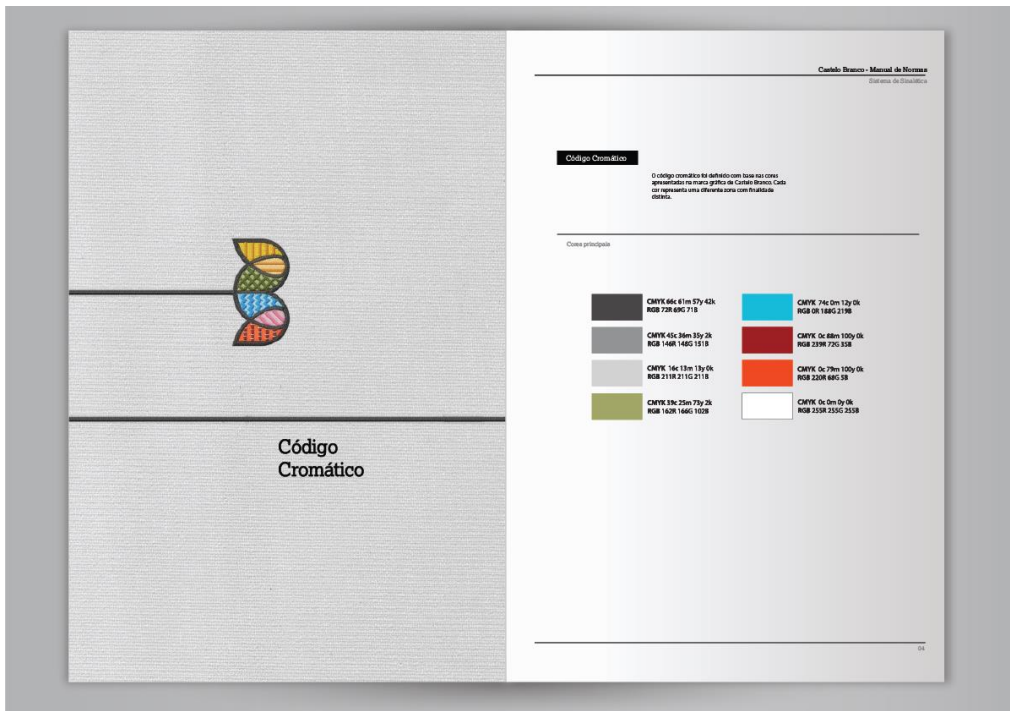 Código
Cromático
Castelo Branco - Manual de Normas
Sistema de Sinalética
Código Cromático
O código cromático foi definido com base nas cores
apresentadas na marca gráfica de Castelo Branco. Cada
cor representa uma diferente zona com finalidade
distinta.
Cores principais
CMYK 66c 61m 57y 42k
RGB 72R 69G 71B
CMYK 45c 36m 35y 2k
RGB 146R 148G 151B
CMYK 16c 13m 13y 0k
RGB 211R 211G 211B
CMYK 39c 25m 73y 2k
RGB 162R 166G 102B
CMYK 74c 0m 12y 0k
RGB 0R 188G 219B
CMYK 0c 88m 100y 0k
RGB 239R 72G 35B
CMYK 0c 79m 100y 0k
RGB 220R 68G 5B
CMYK 0c 0m 0y 0k
RGB 255R 255G 255B
04